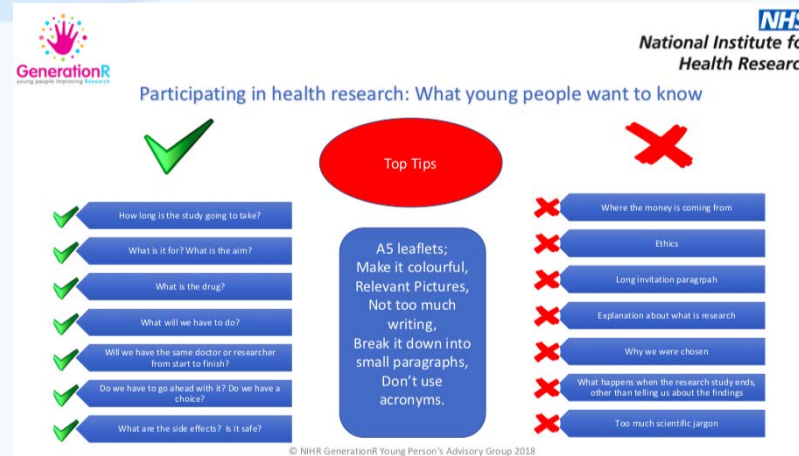 GenerationR
young people improving Research
NHS
National Institute fo
Health Researc
Participating in health research: What young people want to know
Top Tips
How long is the study going to take?
What is it for? What is the aim?
What is the drug?
What will we have to do?
Will we have the same doctor or researcher
from start to finish?
Do we have to go ahead with it? Do we have a
choice?
What are the side effects? Is it safe?
A5 leaflets;
Make it colourful,
Relevant Pictures,
Not too much
writing,
Break it down into
small paragraphs,
Don't use
acronyms.
Where the money is coming from
Ethics
Long invitation paragrpah
Explanation about what is research
Why we were chosen
What happens when the research study ends,
other than telling us about the findings
Too much scientific jargon
© NIHR GenerationR Young Person's Advisory Group 2018